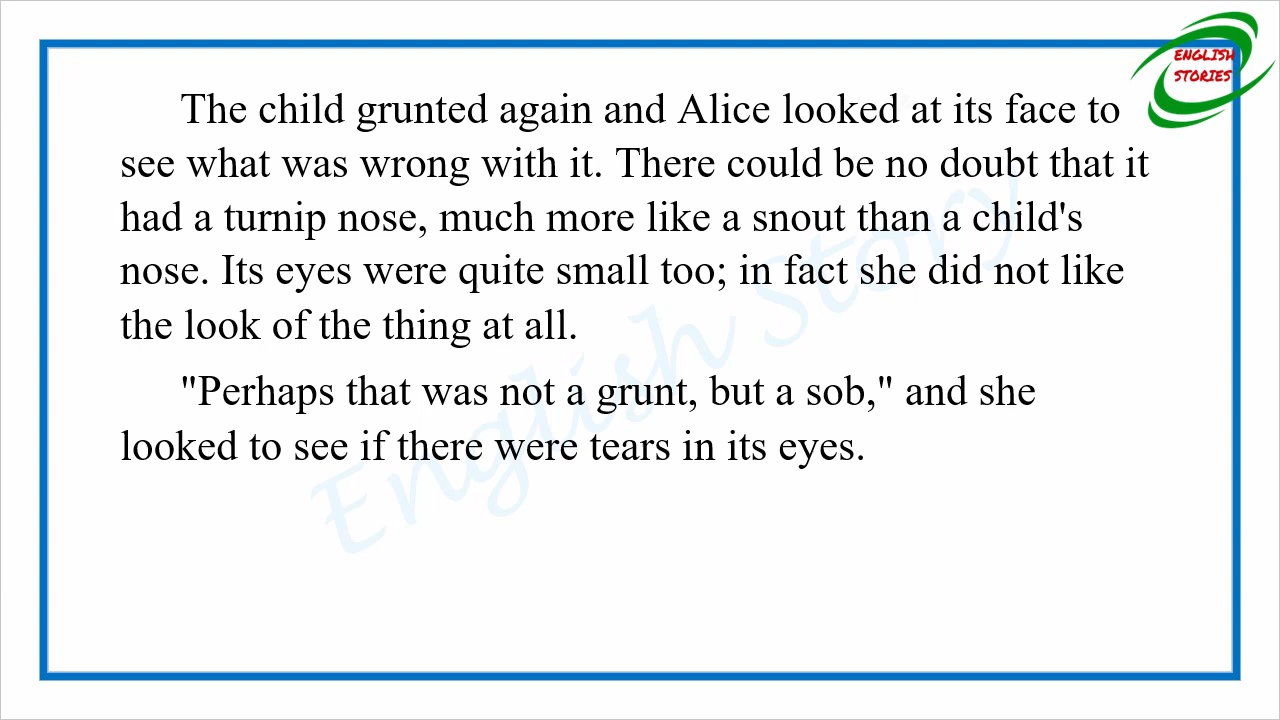 ENGLISH
STORIES
The child grunted again and Alice looked at its face to
see what was wrong with it. There could be no doubt that it
had a turnip nose, much more like a snout than a child's
nose. Its eyes were quite small too; in fact she did not like
the look of the thing at all.
"Perhaps that was not a grunt, but a sob," and she
looked to see if there were tears in its eyes.
English Story